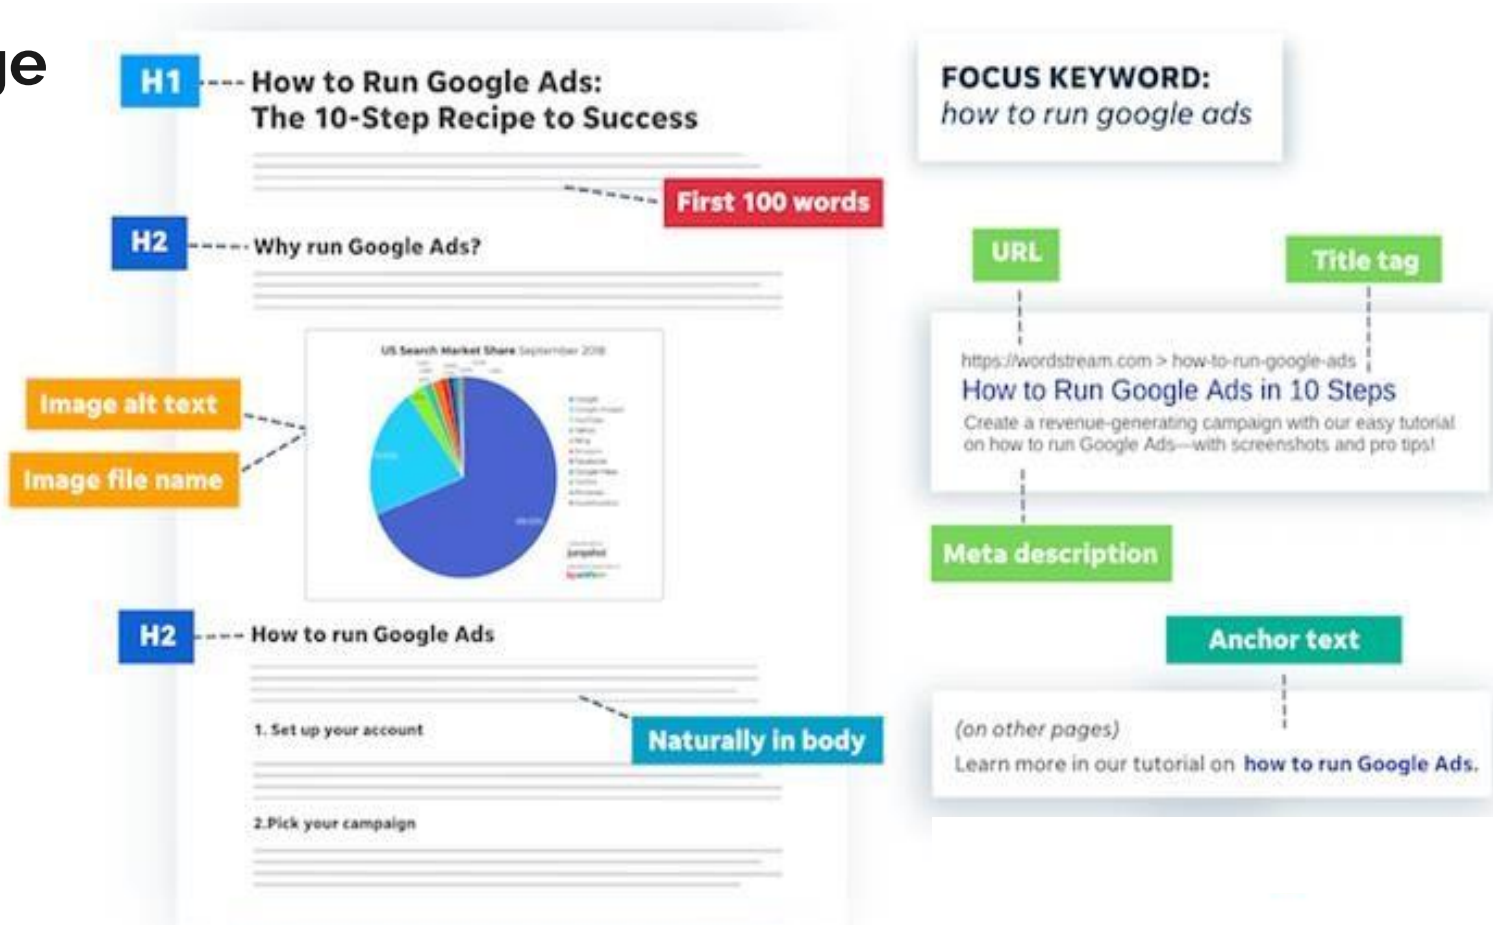 ge
H1
How to Run Google Ads:
The 10-Step Recipe to Success
First 100 words
H2
Why run Google Ads?
US Search Market Share September 2018
Image alt text
Image file name
jumpshot
H2
How to run Google Ads
1. Set up your account
Naturally in body
2.Pick your campaign
FOCUS KEYWORD:
how to run google ads
URL
Title tag
https://wordstream.com > how-to-run-google-ads
How to Run Google Ads in 10 Steps
Create a revenue-generating campaign with our easy tutorial
on how to run Google Ads—with screenshots and pro tips!
Meta description
Anchor text
(on other pages)
Learn more in our tutorial on how to run Google Ads.